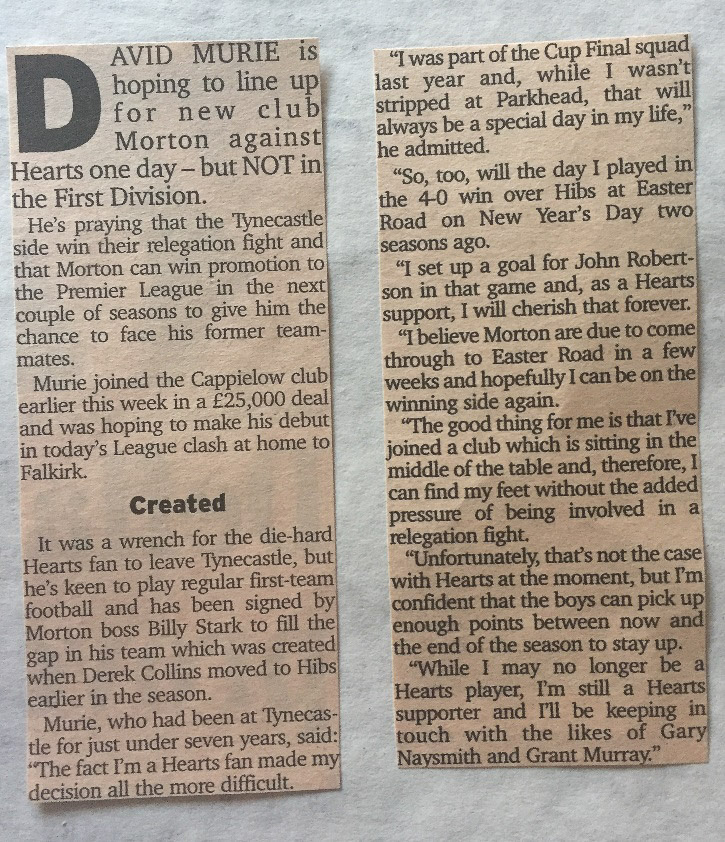 DAVID MURIE is
hoping to line up
for new club
Morton against
Hearts one day – but NOT in
the First Division.
He's praying that the Tynecastle
side win their relegation fight and
that Morton can win promotion to
the Premier League in the next
couple of seasons to give him the
chance to face his former team-
mates.
Murie joined the Cappielow club
earlier this week in a £25,000 deal
and was hoping to make his debut
in today's League clash at home to
Falkirk.
Created
It was a wrench for the die-hard
Hearts fan to leave Tynecastle, but
he's keen to play regular first-team
football and has been signed by
Morton boss Billy Stark to fill the
gap in his team which was created
when Derek Collins moved to Hibs
earlier in the season.
Murie, who had been at Tynecas-
tle for just under seven years, said:
“The fact I'm a Hearts fan made my
decision all the more difficult.
“I was part of the Cup Final squad
last year and, while I wasn't
stripped at Parkhead, that will
always be a special day in my life,”
he admitted.
“So, too, will the day I played in
the 4-0 win over Hibs at Easter
Road on New Year's Day two
seasons ago.
“I set up a goal for John Robert-
son in that game and, as a Hearts
support, I will cherish that forever.
“I believe Morton are due to come
through to Easter Road in a few
weeks and hopefully I can be on the
winning side again.
“The good thing for me is that I've
joined a club which is sitting in the
middle of the table and, therefore, I
can find my feet without the added
pressure of being involved in a
relegation fight.
“Unfortunately, that's not the case
with Hearts at the moment, but I'm
confident that the boys can pick up
enough points between now and
the end of the season to stay up.
“While I may no longer be a
Hearts player, I'm still a Hearts
supporter and I'll be keeping in
touch with the likes of Gary
Naysmith and Grant Murray.”